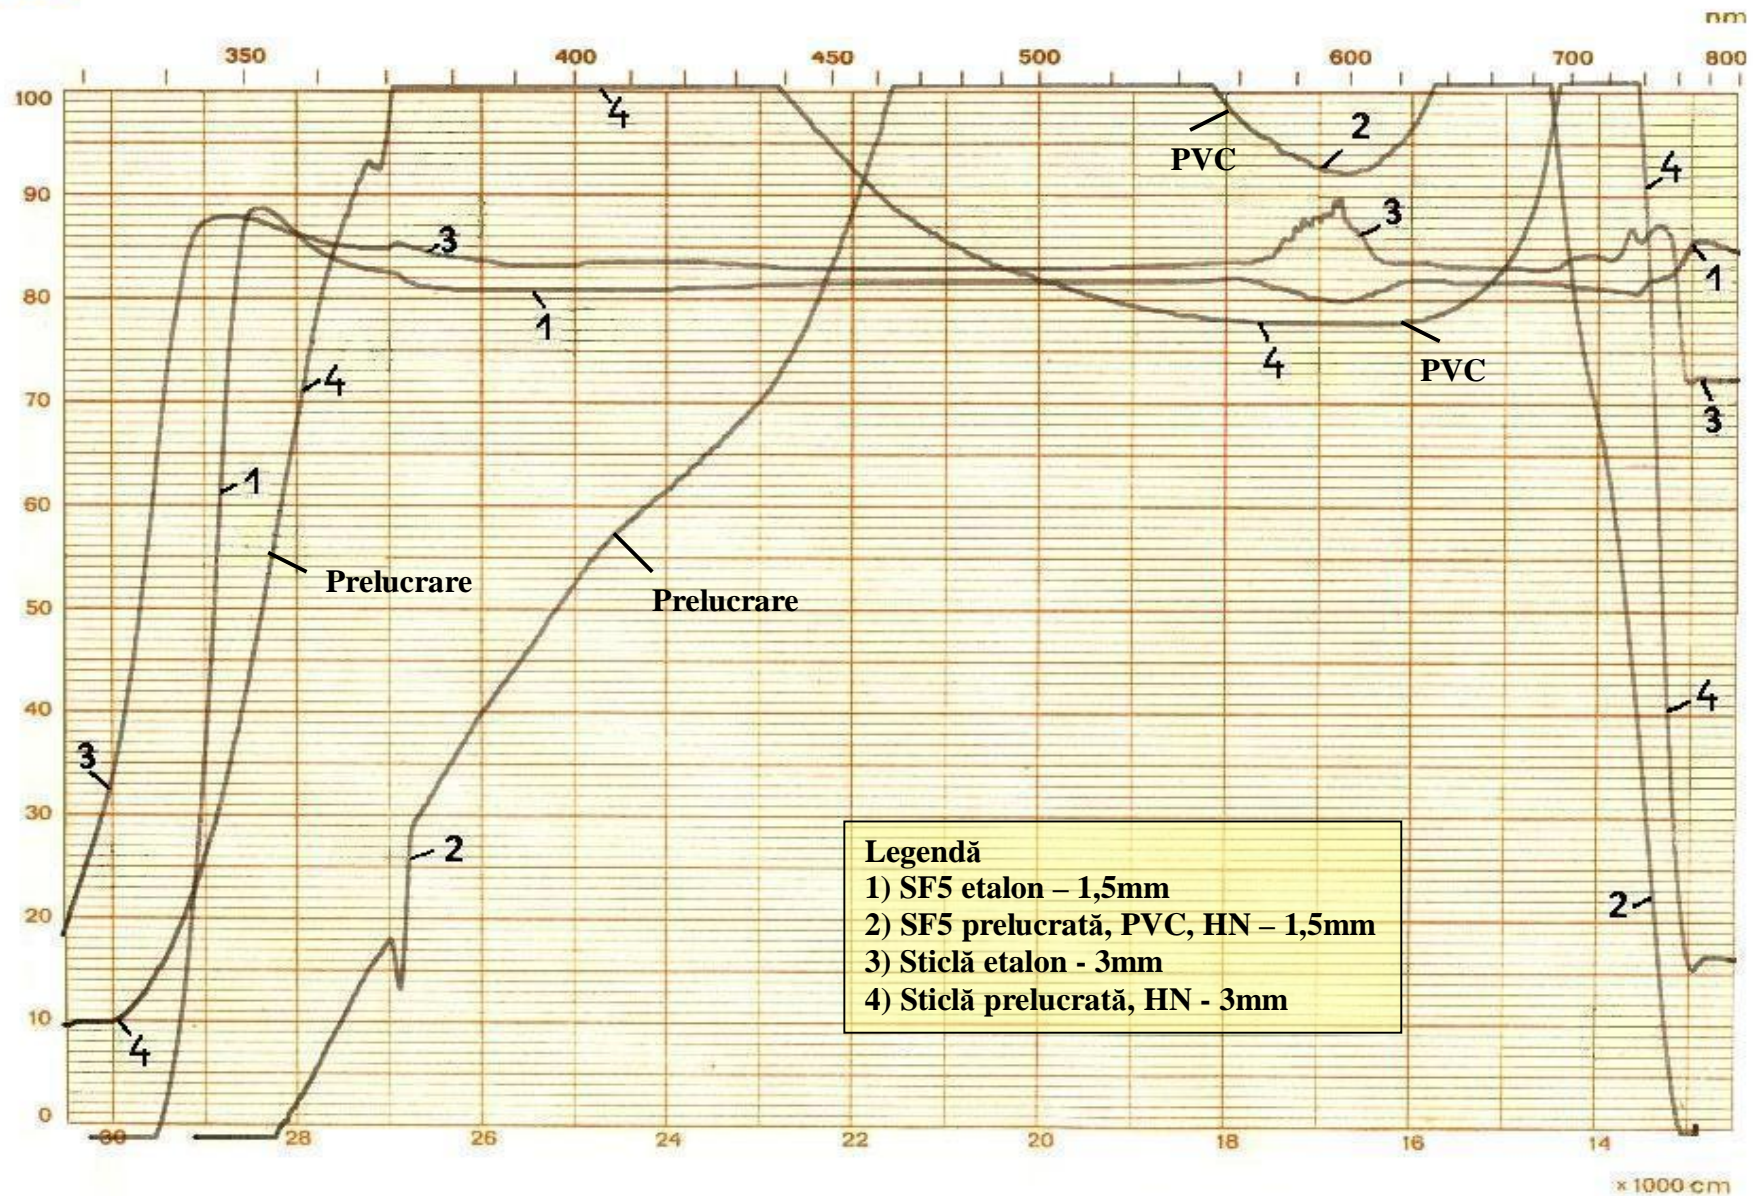 nm
350 400 450 500 600 700 800
100
4
2
PVC
4
90
3
3
1
80
1
4
PVC
4
70
3
1
60
Prelucrare
Prelucrare
50
4
40
3
30
Legendă
2
1) SF5 etalon – 1,5mm
2) SF5 prelucrată, PVC, HN – 1,5mm
2
20
3) Sticlă etalon - 3mm
4) Sticlă prelucrată, HN - 3mm
10
4
0
30 28 26 24 22 20 18 16 14
×1000 cm